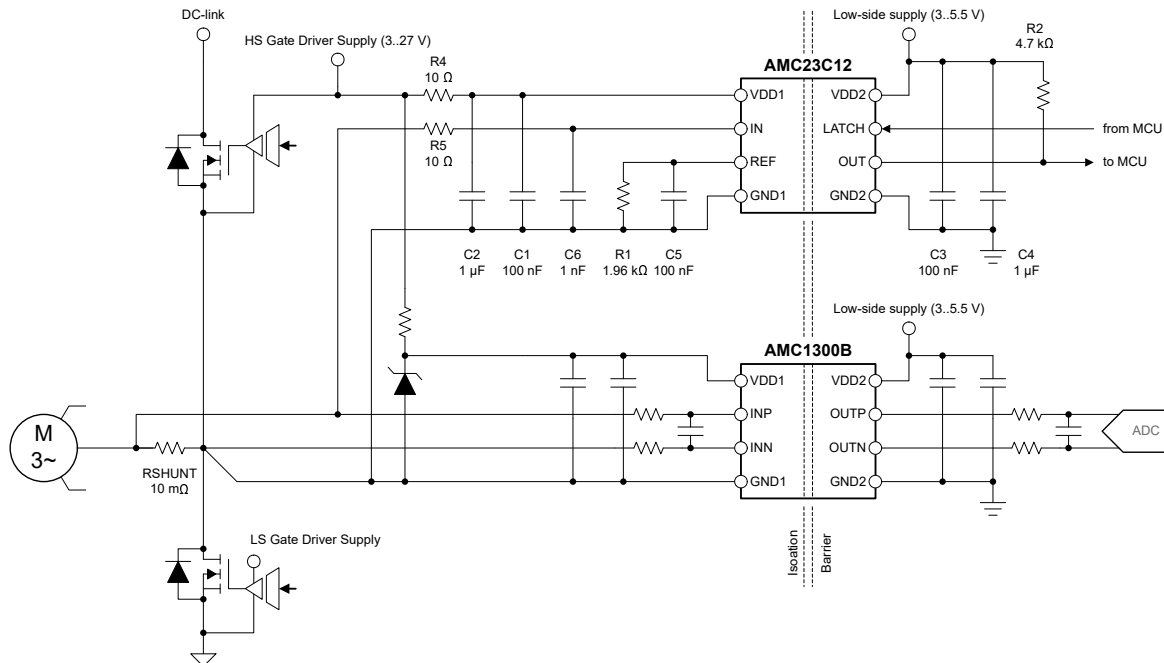 DC-link
HS Gate Driver Supply (3..27 V)
R4
10 Ω
R5
10 Ω
AMC23C12
VDD1
IN
REF
GND1
VDD2
LATCH
OUT
GND2
Low-side supply (3..5.5 V)
R2
4.7 kΩ
from MCU
to MCU
C2
1 µF
C1
100 nF
C6
1 nF
R1
1.96 kΩ
C5
100 nF
C3
100 nF
C4
1 µF
Low-side supply (3..5.5 V)
AMC1300B
VDD1
INP
INN
GND1
VDD2
OUTP
OUTN
GND2
ADC
M
3~
RSHUNT
10 mΩ
LS Gate Driver Supply
Isoation
Barrier